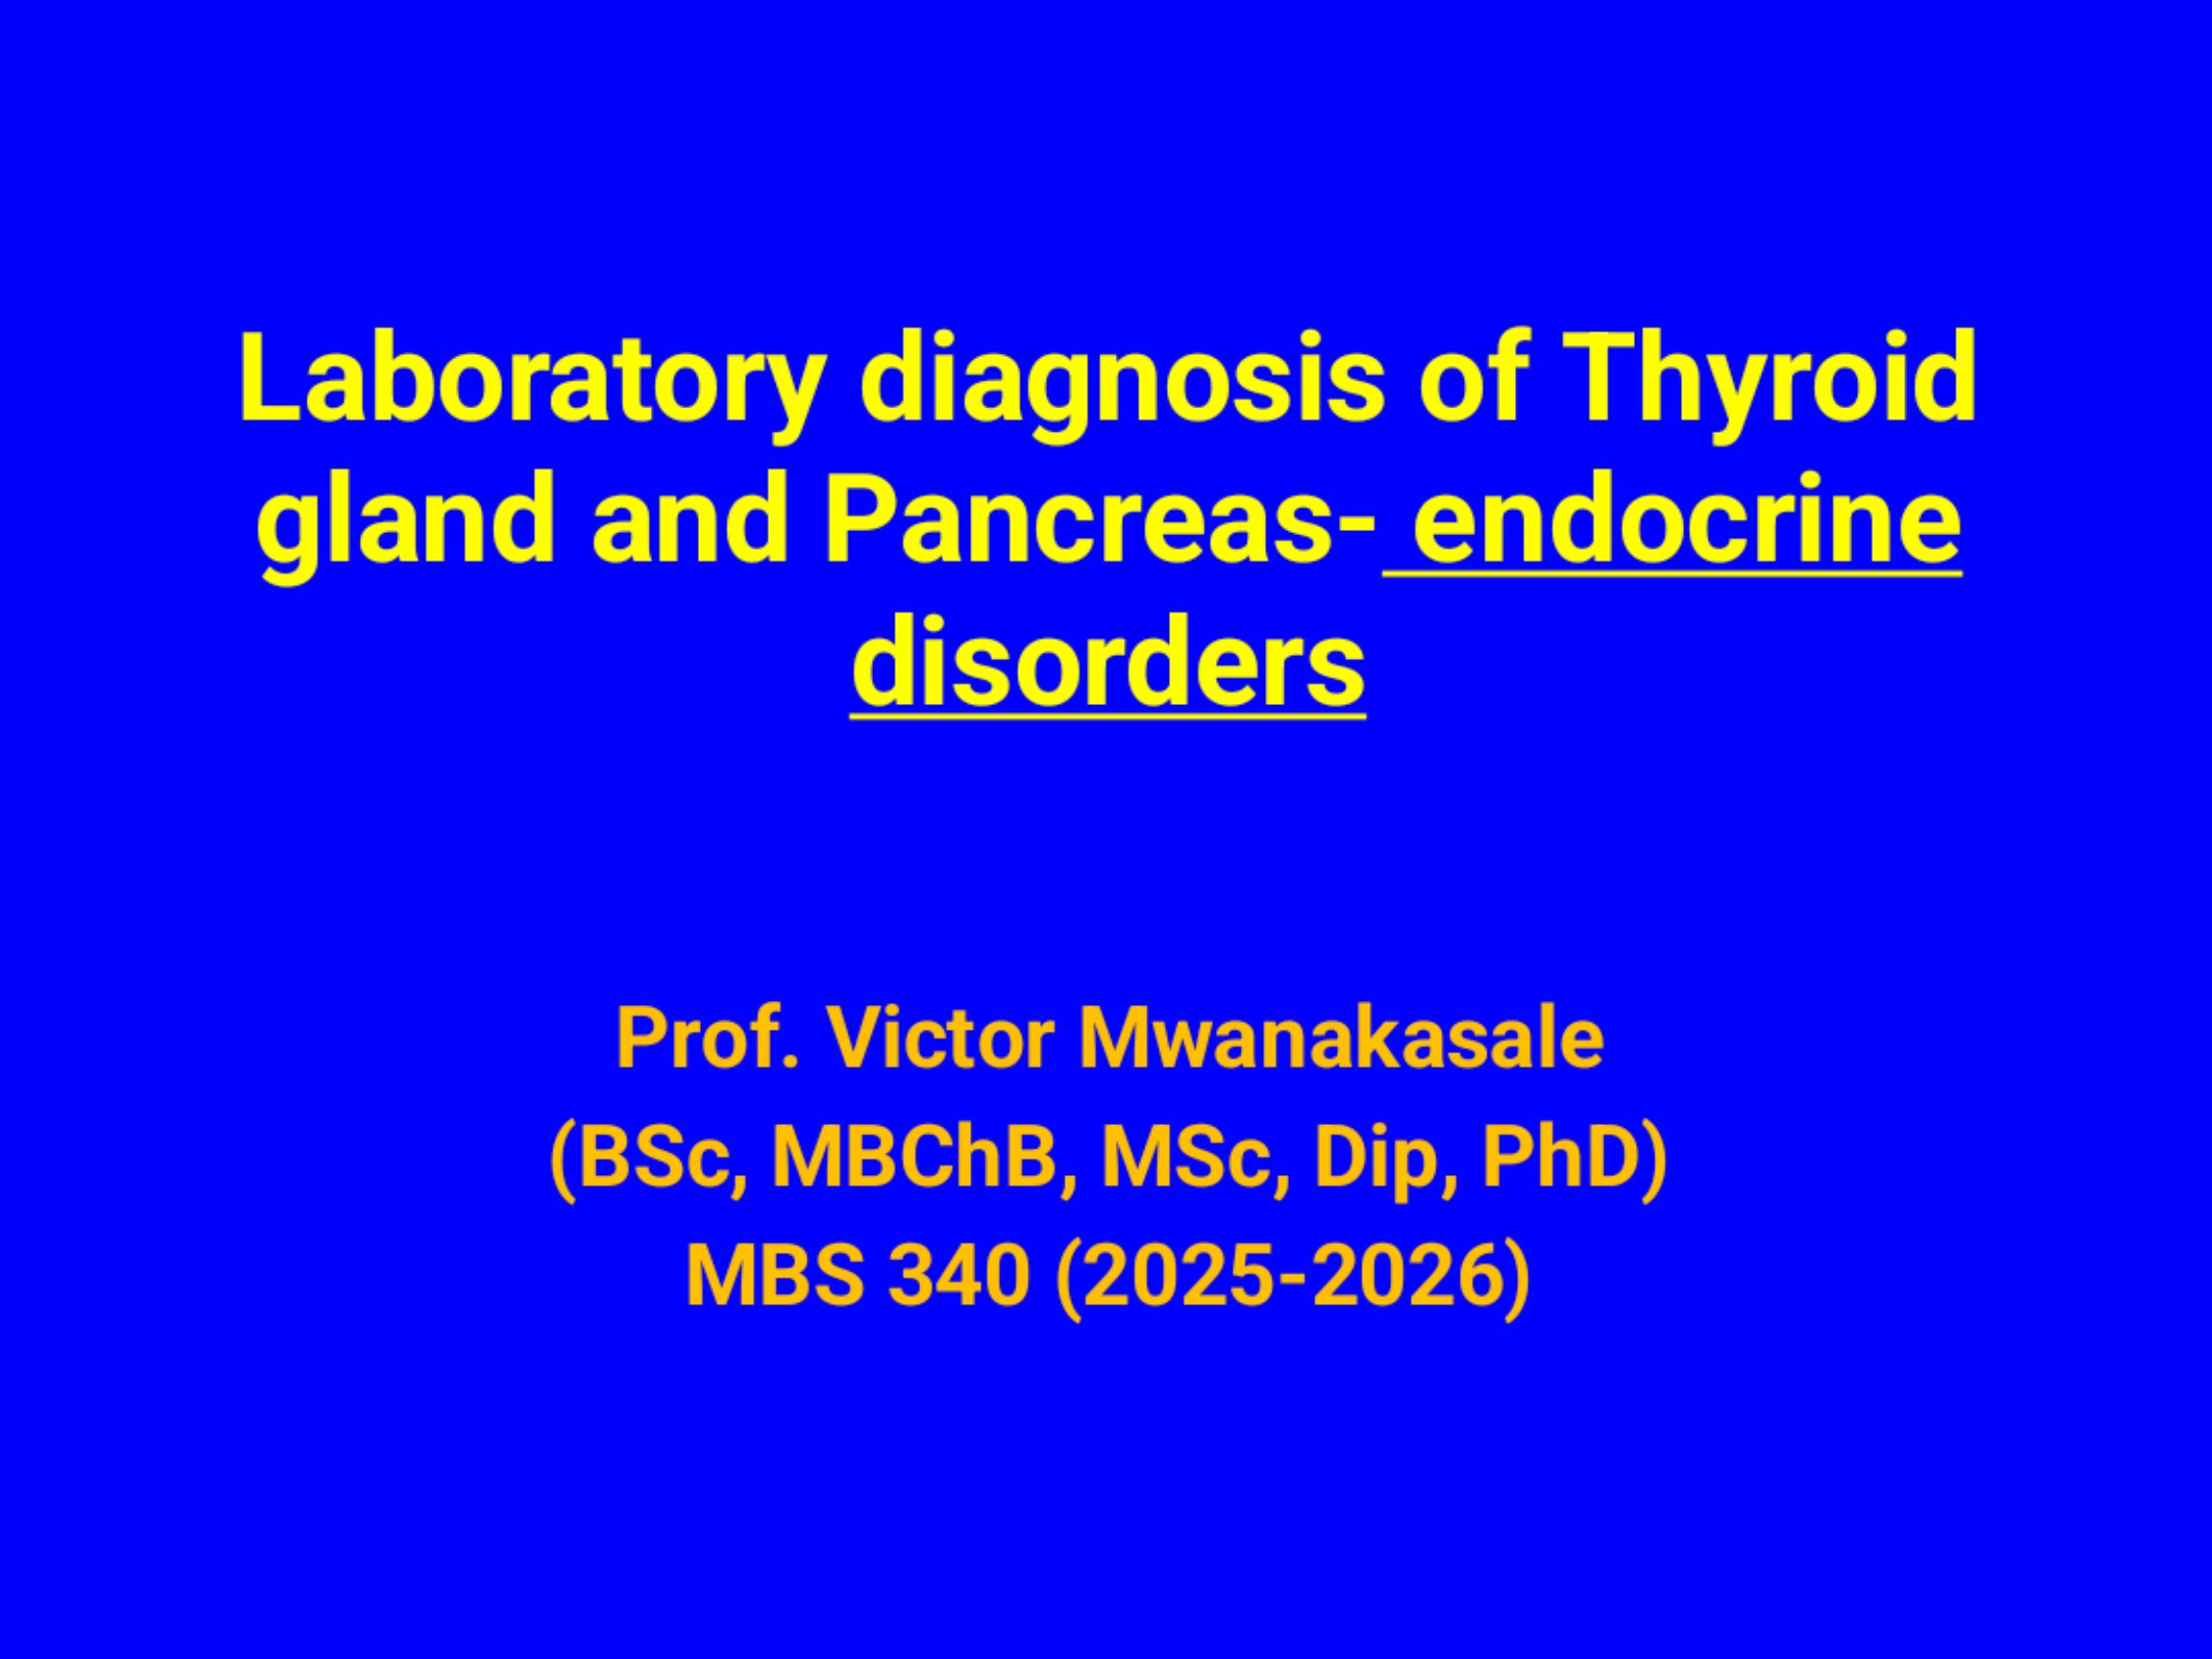 Laboratory diagnosis of Thyroid
gland and Pancreas- endocrine
disorders
Prof. Victor Mwanakasale
(BSc, MBChB, MSc, Dip, PhD)
MBS 340 (2025-2026)